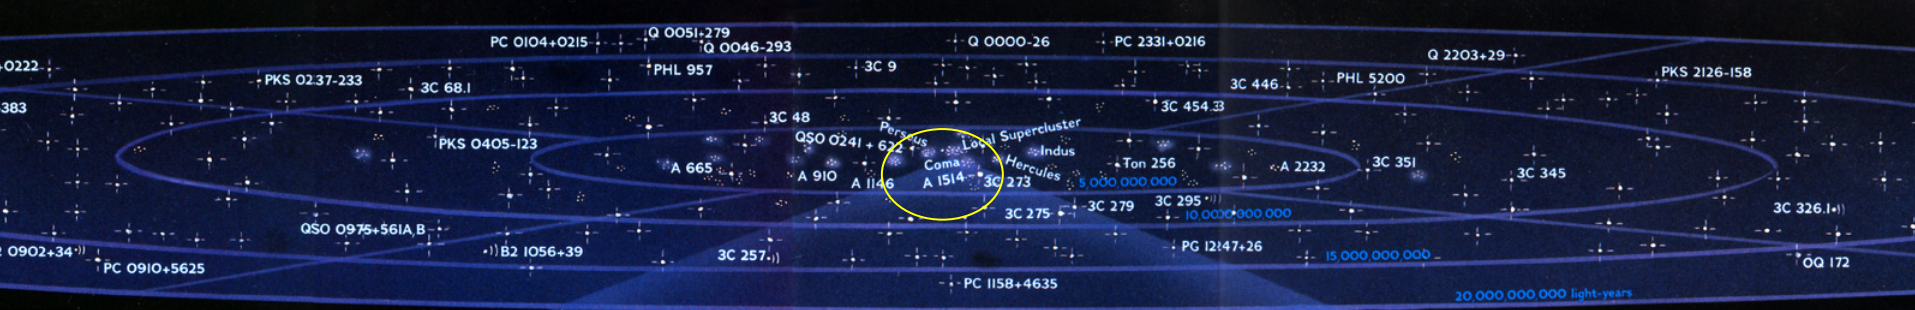 Q 0051+279
PC 0104+0215
Q 0046-293
Q 0000-26
PC 2331+0216
Q 2203+29
+0222
PHL 957
3C 9
PKS 0237-233
3C 68.1
3C 446
PHL 5200
PKS 2126-158
383
3C 454.3
3C 48
Perseus
Local Supercluster
QSO 0241 + 622
PKS 0405-123
Indus
Coma
Hercules
Ton 256
A 665
A 2232
3C 351
A 910
A 1146
A 1514
3C 273
5,000,000,000
3C 345
3C 275
3C 279
3C 295
10,000,000,000
3C 326.1
QSO 0975+561A,B
0902+34
B2 1056+39
3C 257
PG 1247+26
15,000,000,000
PC 0910+5625
OQ 172
PC 1158+4635
20,000,000,000 light-years